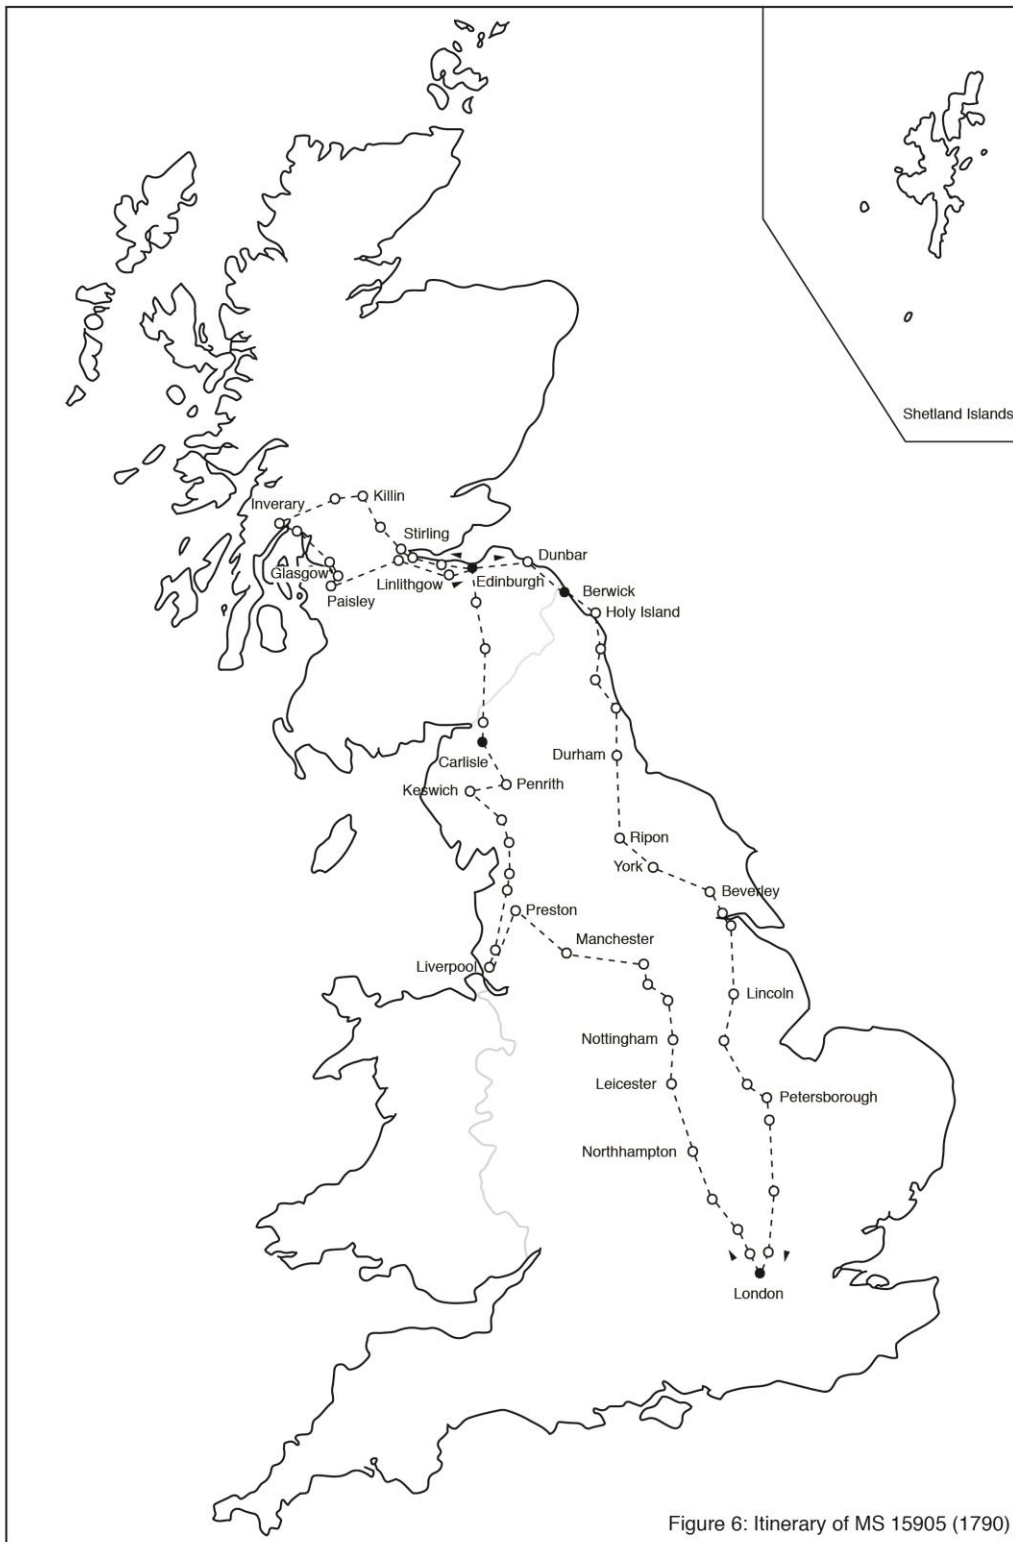 Shetland Islands
Killin
Inverary
Stirling
Dunbar
Glasgow
Linlithgow
Edinburgh
Berwick
Paisley
Holy Island
Durham
Carlisle
Penrith
Keswich
Ripon
York
Beverley
Preston
Manchester
Liverpool
Lincoln
Nottingham
Leicester
Petersborough
Northhampton
London
Figure 6: Itinerary of MS 15905 (1790)